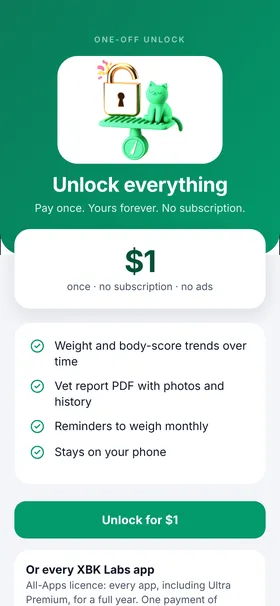 ONE-OFF UNLOCK
Unlock everything
Pay once. Yours forever. No subscription.
$1
once · no subscription · no ads
Weight and body-score trends over
time
Vet report PDF with photos and
history
Reminders to weigh monthly
Stays on your phone
Unlock for $1
Or every XBK Labs app
All-Apps licence: every app, including Ultra
Premium, for a full year. One payment of